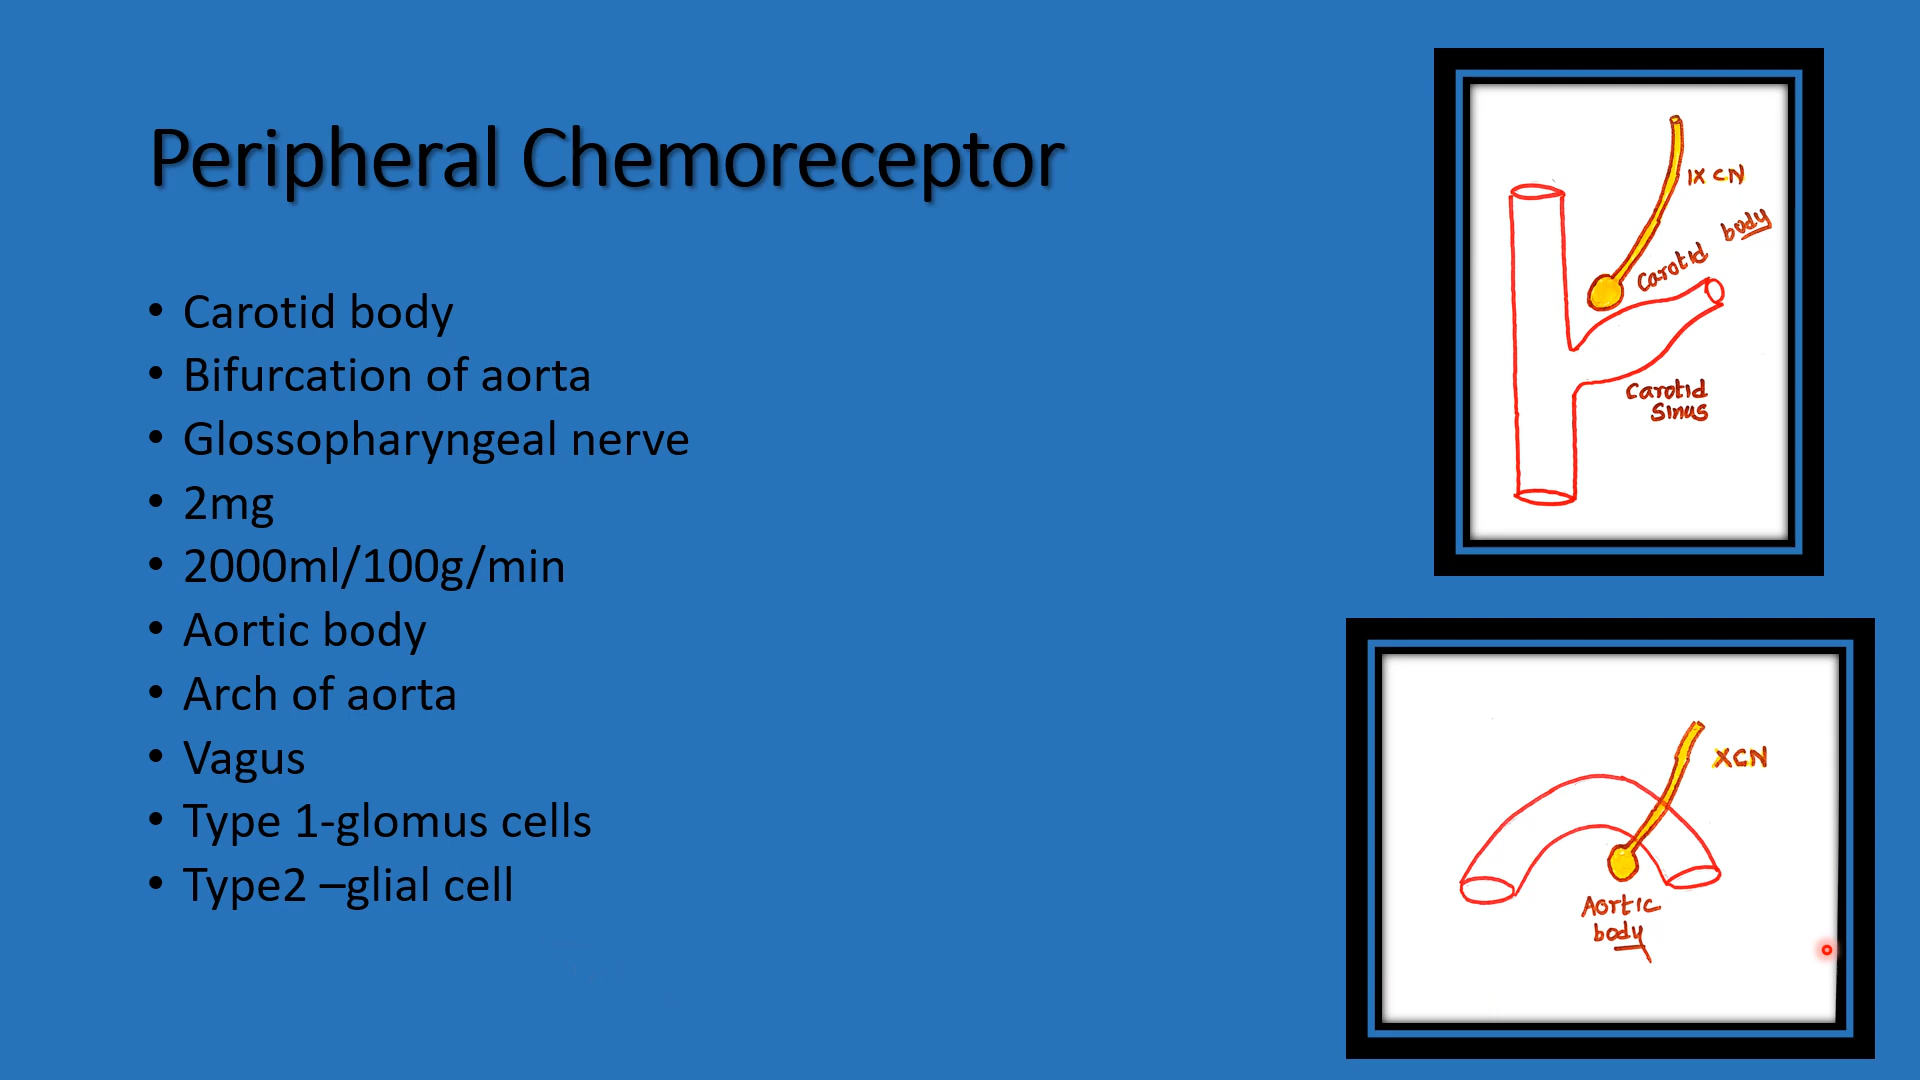 Peripheral Chemoreceptor
• Carotid body
• Bifurcation of aorta
• Glossopharyngeal nerve
• 2mg
• 2000ml/100g/min
• Aortic body
• Arch of aorta
• Vagus
• Type 1-glomus cells
• Type2 –glial cell
IX CN
Carotid body
Carotid
Sinus
XCN
Aortic
body